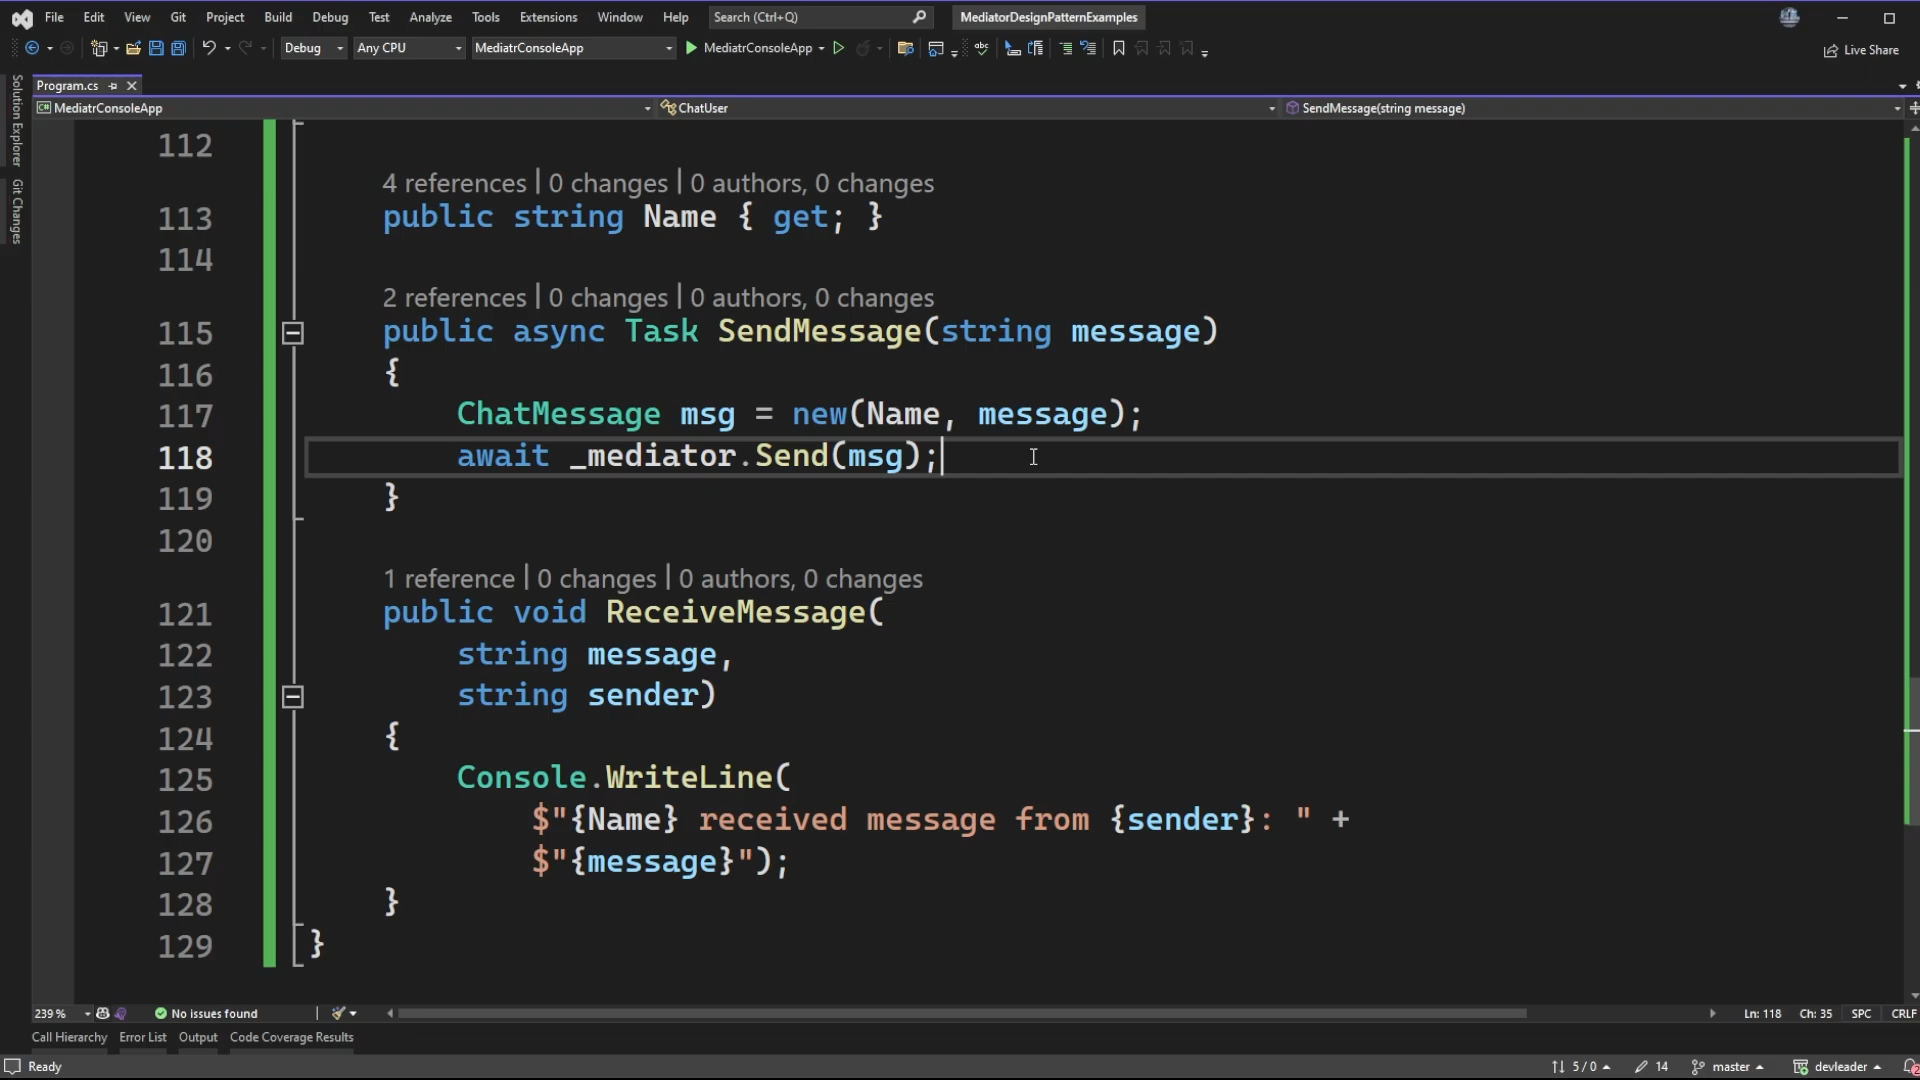 File Edit View Git Project Build Debug Test Analyze Tools Extensions Window Help Search (Ctrl+Q) MediatorDesignPatternExamples
Debug Any CPU MediatrConsoleApp MediatrConsoleApp Live Share
Program.cs
MediatrConsoleApp ChatUser SendMessage(string message)
Solution Explorer
Git Changes
112
4 references | 0 changes | 0 authors, 0 changes
113 public string Name { get; }
114
2 references | 0 changes | 0 authors, 0 changes
115 public async Task SendMessage(string message)
116 {
117 ChatMessage msg = new(Name, message);
118 await _mediator.Send(msg);
119 }
120
1 reference | 0 changes | 0 authors, 0 changes
121 public void ReceiveMessage(
122 string message,
123 string sender)
124 {
125 Console.WriteLine(
126 $"{Name} received message from {sender}: " +
127 $"{message}");
128 }
129 }
239 % No issues found Ln: 118 Ch: 35 SPC CRLF
Call Hierarchy Error List Output Code Coverage Results
Ready 5 / 0 14 master devleader